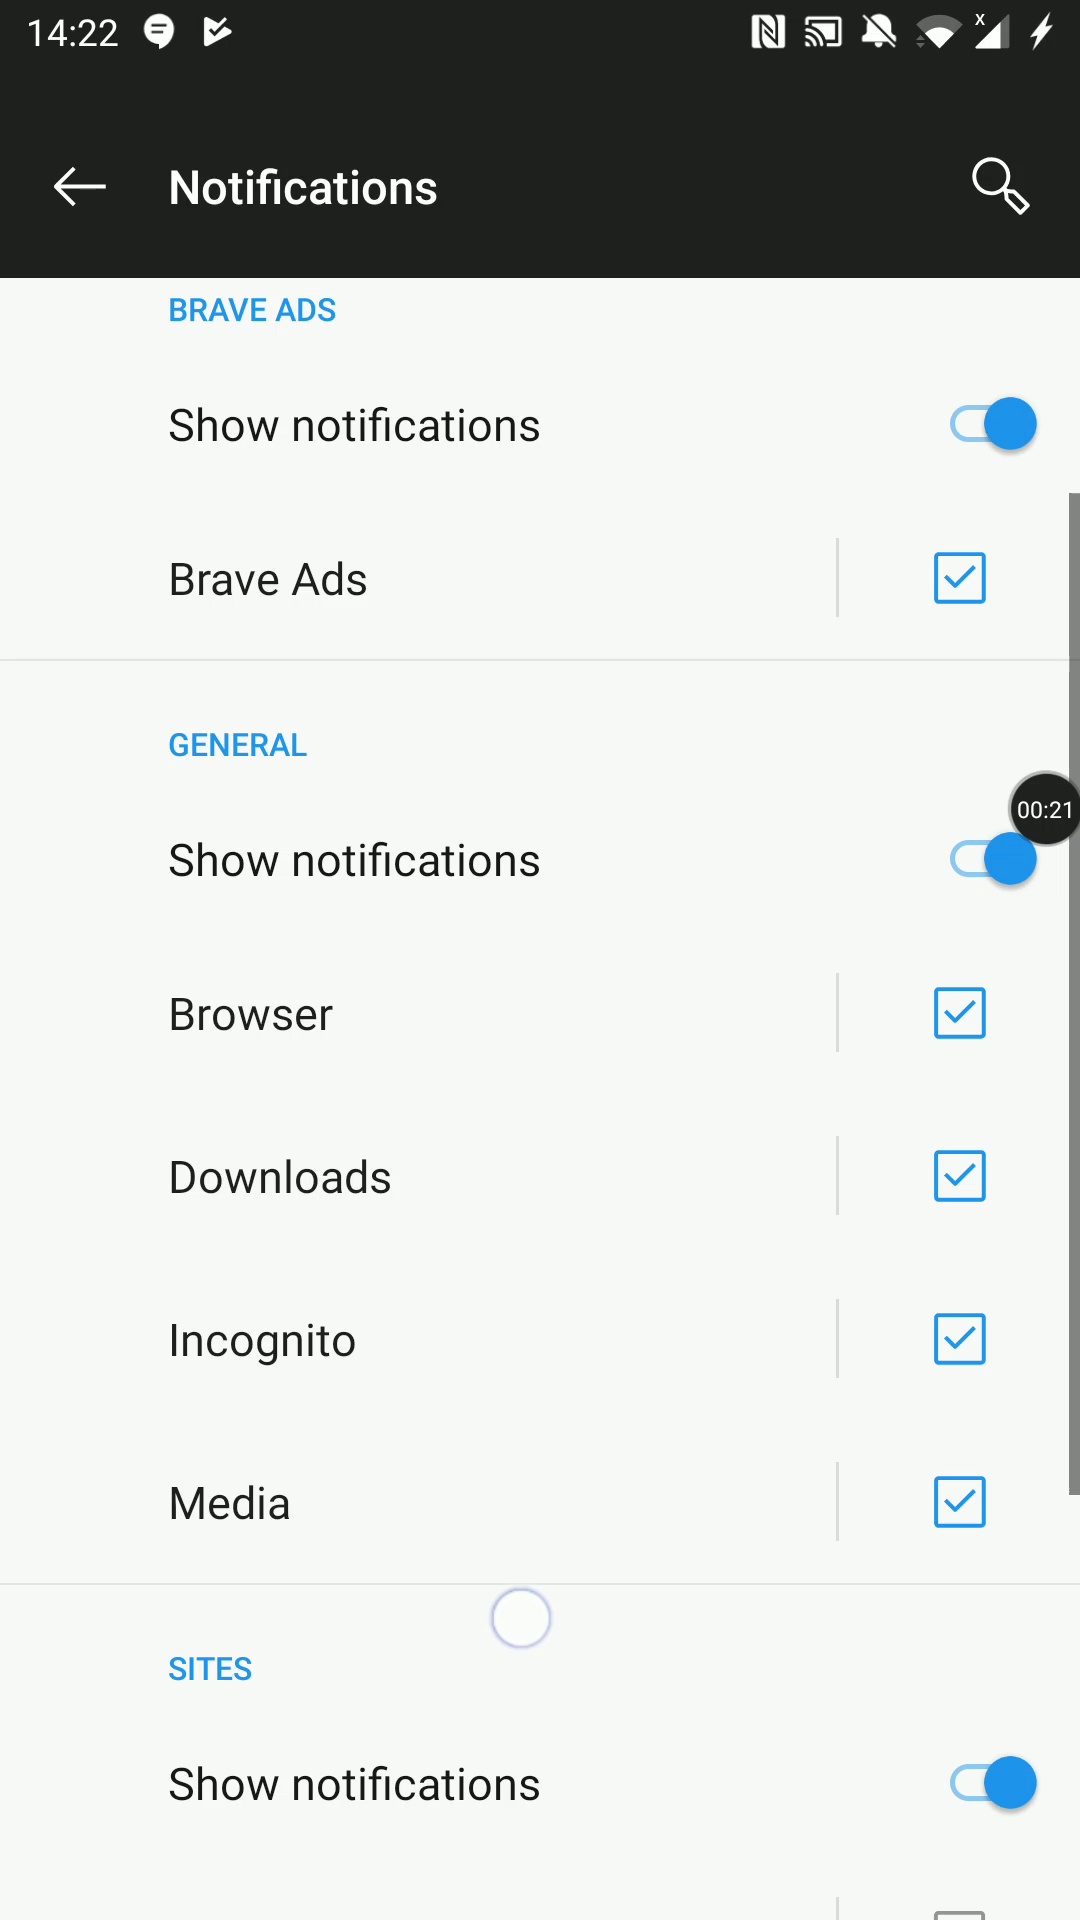 14:22
X
Notifications
BRAVE ADS
Show notifications
Brave Ads
GENERAL
00:21
Show notifications
Browser
Downloads
Incognito
Media
SITES
Show notifications